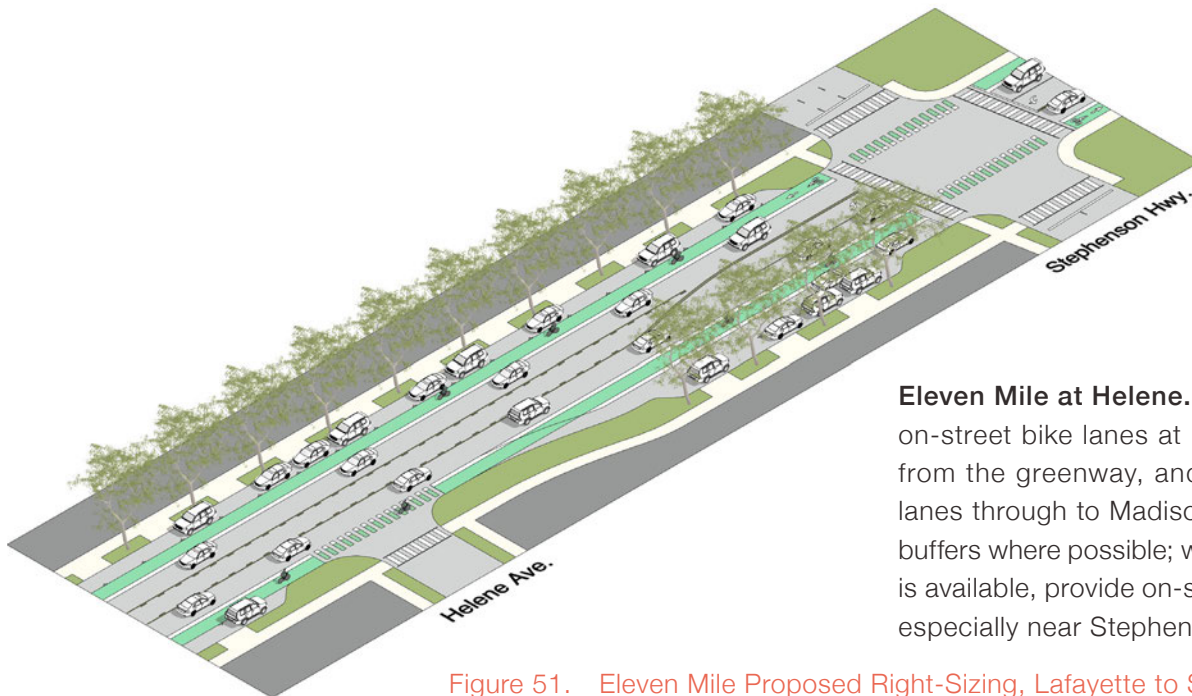 Stephenson Hwy.
Helene Ave.
Eleven Mile at Helene.
on-street bike lanes at
from the greenway, and
lanes through to Madiso
buffers where possible; w
is available, provide on-s
especially near Stephen
Figure 51. Eleven Mile Proposed Right-Sizing, Lafayette to S